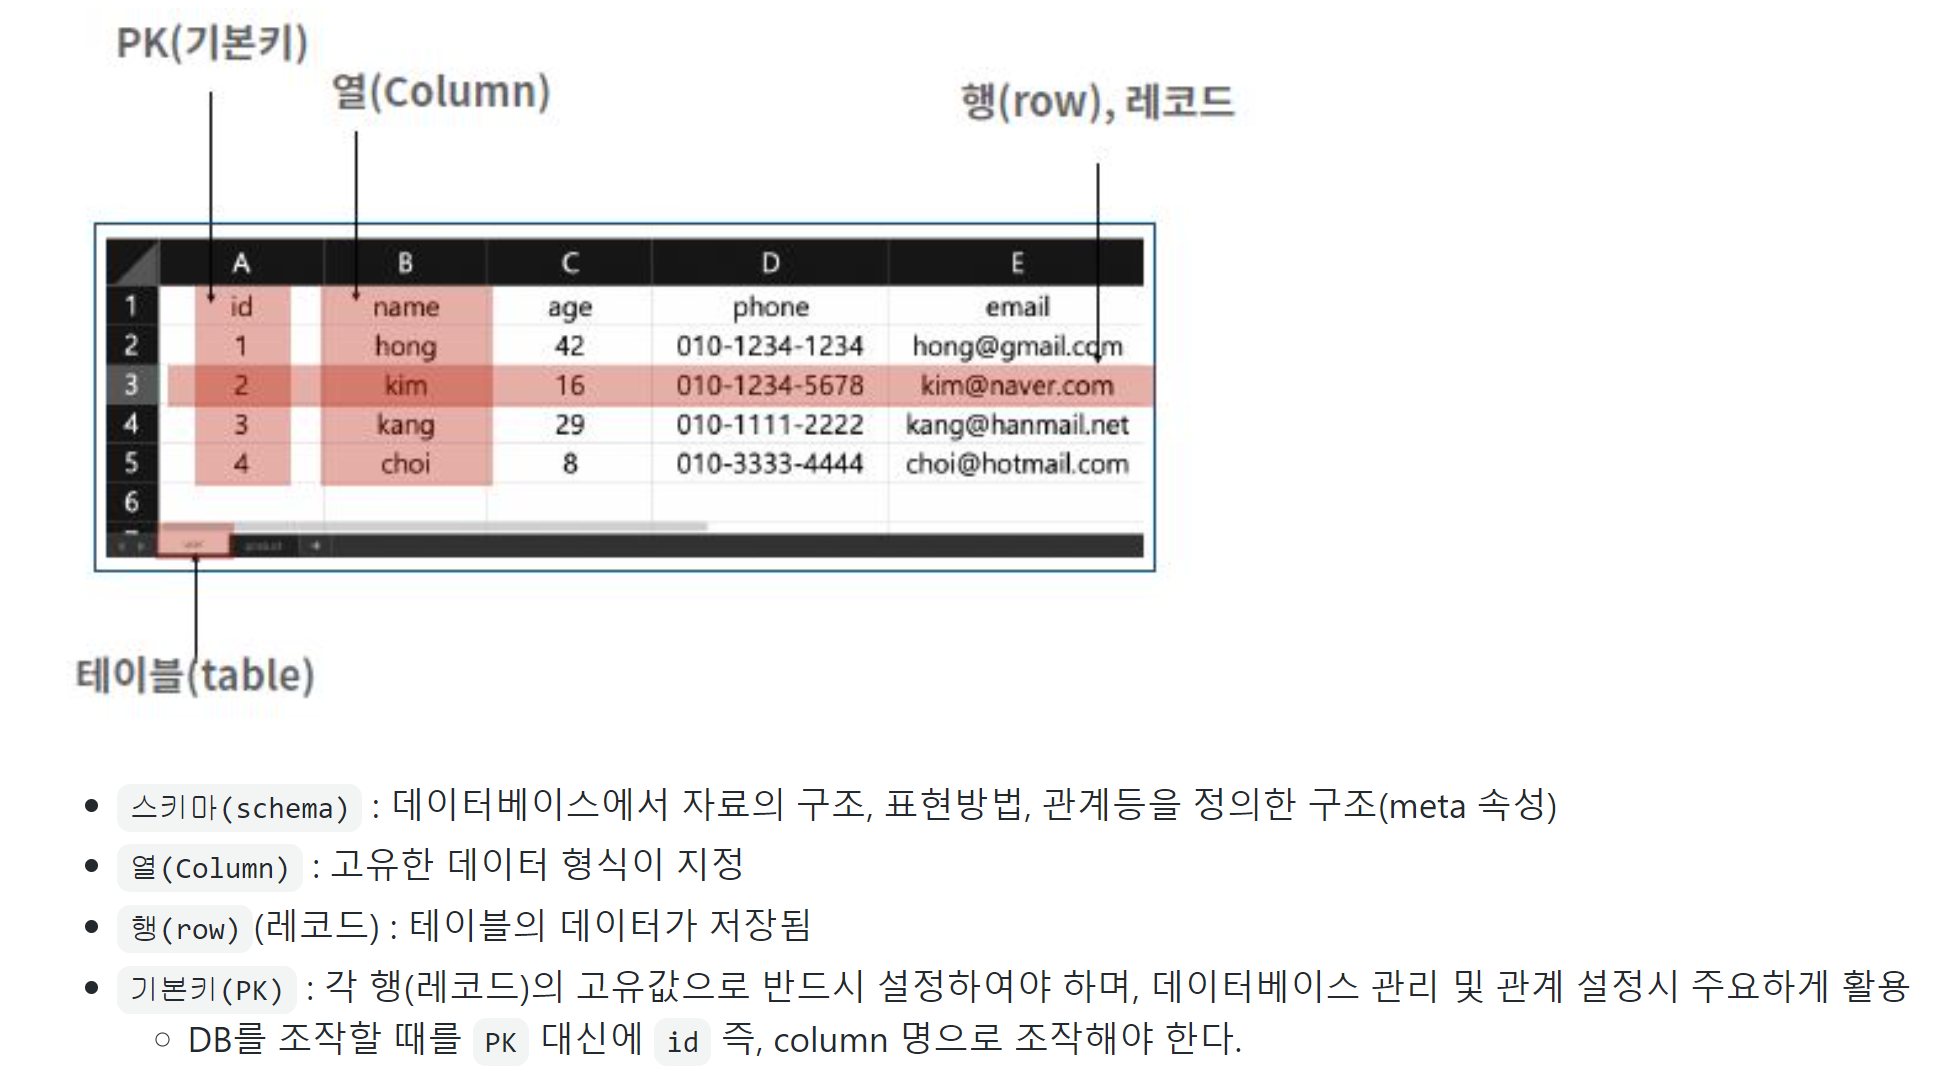 PK(기본키)
열(Column)
행(row), 레코드
A B C D E
1 id name age phone email
2 1 hong 42 010-1234-1234 hong@gmail.com
3 2 kim 16 010-1234-5678 kim@naver.com
4 3 kang 29 010-1111-2222 kang@hanmail.net
5 4 choi 8 010-3333-4444 choi@hotmail.com
6
테이블(table)
스키마(schema) : 데이터베이스에서 자료의 구조, 표현방법, 관계등을 정의한 구조(meta 속성)
열(Column) : 고유한 데이터 형식이 지정
행(row) (레코드) : 테이블의 데이터가 저장됨
기본키(PK) : 각 행(레코드)의 고유값으로 반드시 설정하여야 하며, 데이터베이스 관리 및 관계 설정시 주요하게 활용
DB를 조작할 때를 PK 대신에 id 즉, column 명으로 조작해야 한다.